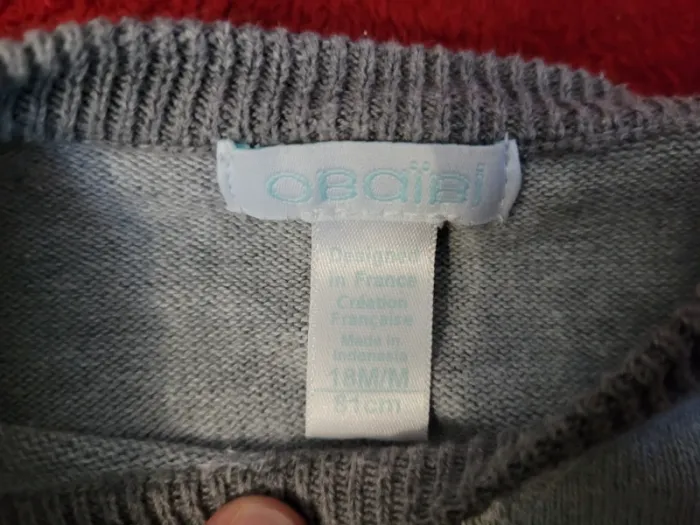 OBaïBi
Designed
in France
Création
Française
Made in
Indonesia
18M/M
81cm